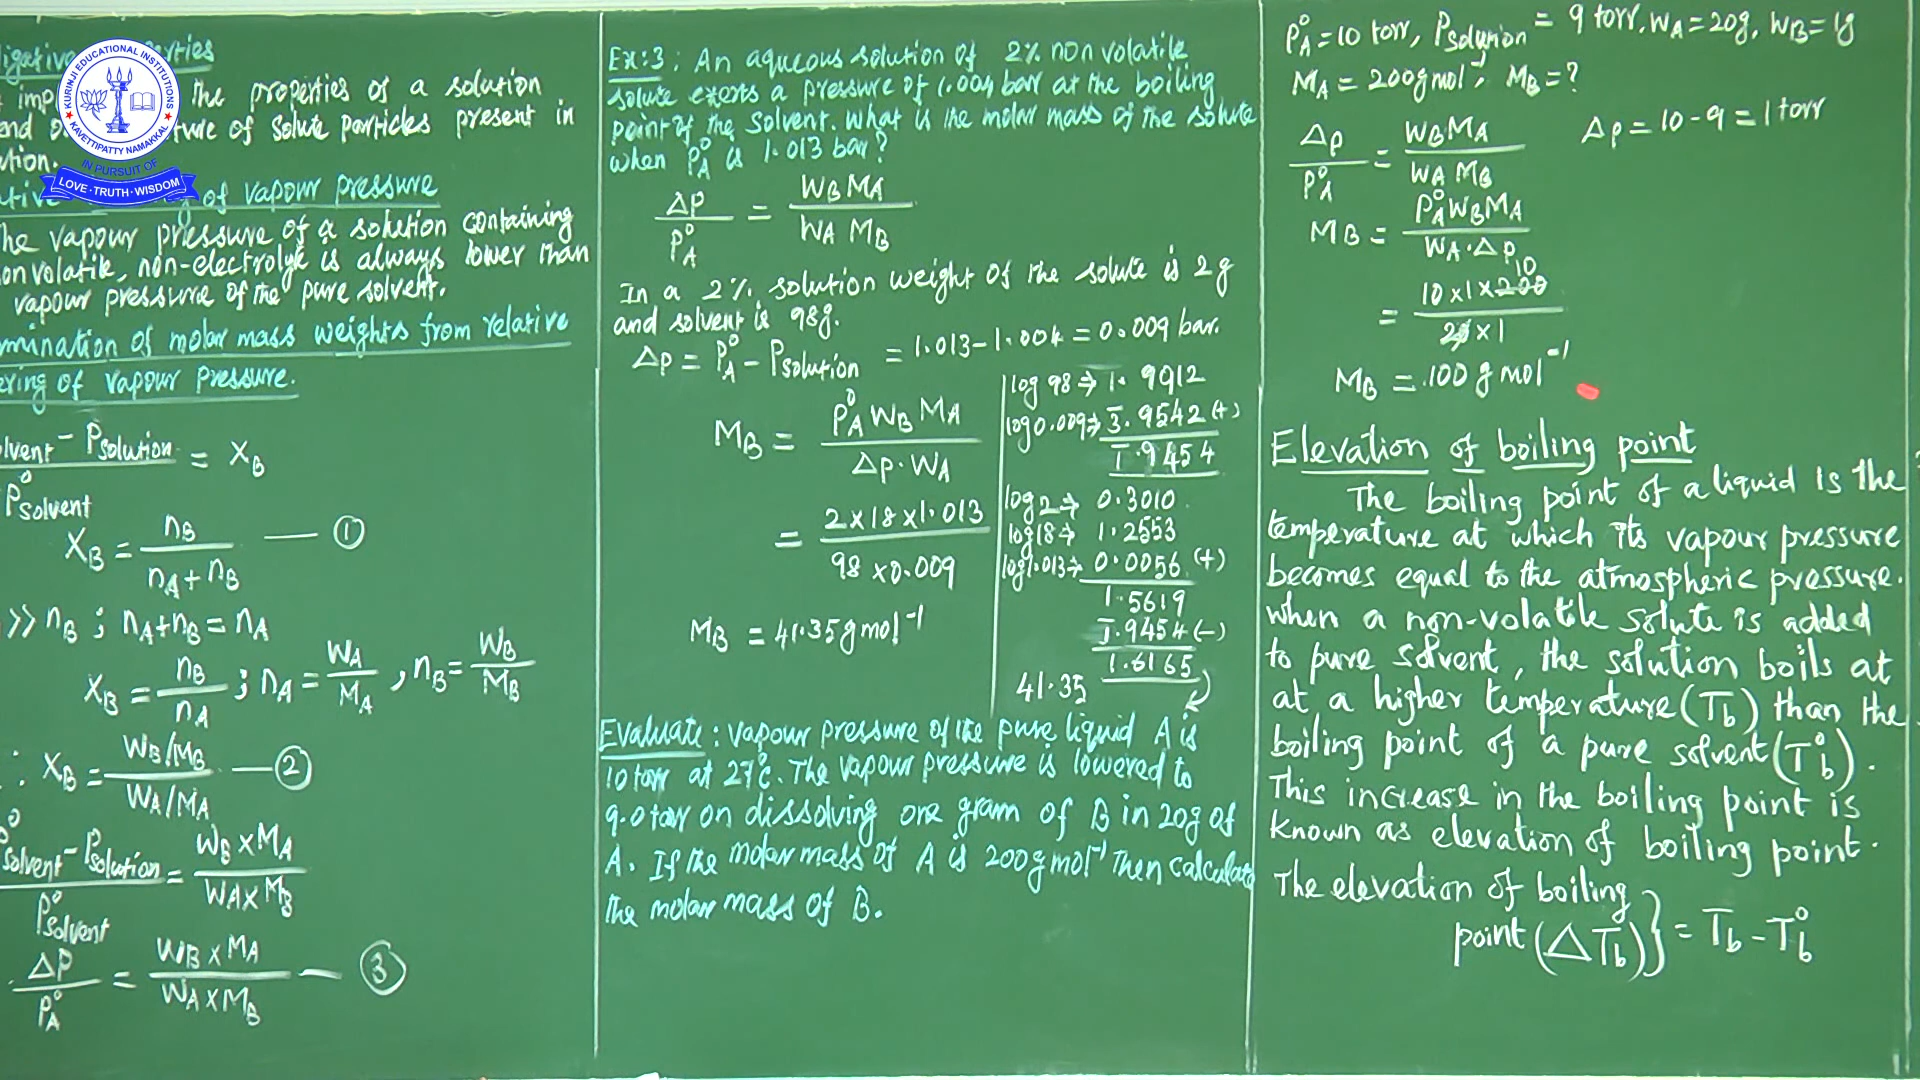 KURINJI EDUCATIONAL INSTITUTIONS
KAVETTIPATTY NAMAKKAL
IN PURSUIT OF
LOVE · TRUTH · WISDOM
the properties of a solution
ture of solute particles present in
ution.
of vapour pressure
The vapour pressure of a solution containing
on volatile, non-electrolyte is always lower than
vapour pressure of the pure solvent.
mination of molar mass weights from relative
ering of vapour pressure.
olvent - Psolution / P°solvent = XB
XB = nB / nA + nB — ①
>> nB ; nA + nB = nA
XB = nB / nA ; nA = WA / MA , nB = WB / MB
∴ XB = WB/MB / WA/MA — ②
P°solvent - Psolution / P°solvent = WB × MA / WA × MB
ΔP / P°A = WB × MA / WA × MB — ③
Ex:3 : An aqueous solution of 2% non volatile
solute exerts a pressure of 1.004 bar at the boiling
point of the solvent. What is the molar mass of the solute
when P°A is 1.013 bar?
ΔP / P°A = WB MA / WA MB
In a 2% solution weight of the solute is 2g
and solvent is 98g.
ΔP = P°A - Psolution = 1.013 - 1.004 = 0.009 bar.
MB = P°A WB MA / ΔP · WA
= 2 × 18 × 1.013 / 98 × 0.009
MB = 41.35 g mol⁻¹
log 98 ⇒ 1.9912
log 0.009 ⇒ 3̄.9542 (+)
1̄.9454
log 2 ⇒ 0.3010
log 18 ⇒ 1.2553
log 1.013 ⇒ 0.0056 (+)
1.5619
1̄.9454 (-)
1.6165
41.35
Evaluate : Vapour pressure of the pure liquid A is
10 torr at 27°c. The vapour pressure is lowered to
9.0 torr on dissolving one gram of B in 20g of
A. If the molar mass of A is 200 g mol⁻¹ then calculate
the molar mass of B.
P°A = 10 torr, Psolution = 9 torr. WA = 20g, WB = 1g
MA = 200 g mol⁻¹, MB = ?
ΔP / P°A = WB MA / WA MB
ΔP = 10 - 9 = 1 torr
MB = P°A WB MA / WA · ΔP
10
= 10 × 1 × 200 / 20 × 1
MB = 100 g mol⁻¹
Elevation of boiling point
The boiling point of a liquid is the
temperature at which its vapour pressure
becomes equal to the atmospheric pressure.
when a non-volatile solute is added
to pure solvent, the solution boils at
at a higher temperature (Tb) than the
boiling point of a pure solvent (T°b).
This increase in the boiling point is
known as elevation of boiling point.
The elevation of boiling
point (ΔTb) } = Tb - T°b